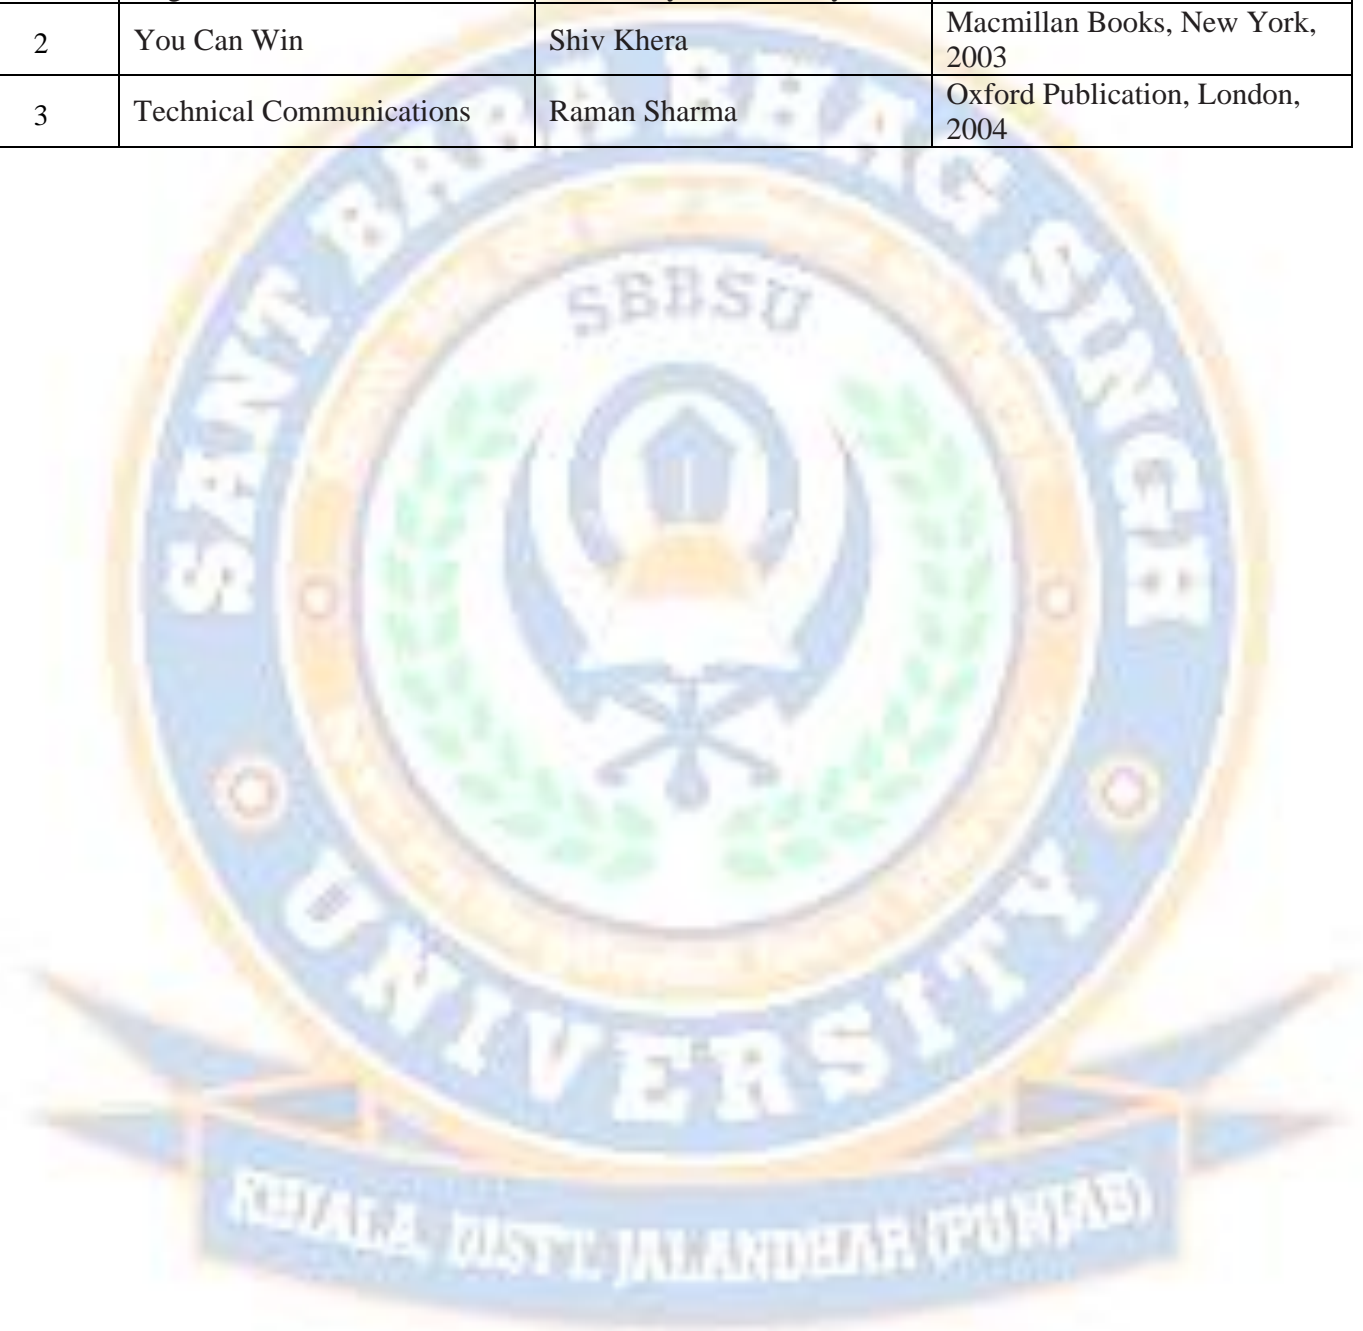 2 You Can Win Shiv Khera Macmillan Books, New York,
2003
3 Technical Communications Raman Sharma Oxford Publication, London,
2004
SANT BABA BHAG SINGH
SBBSU
UNIVERSITY
KHIALA, DISTT. JALANDHAR (PUNJAB)